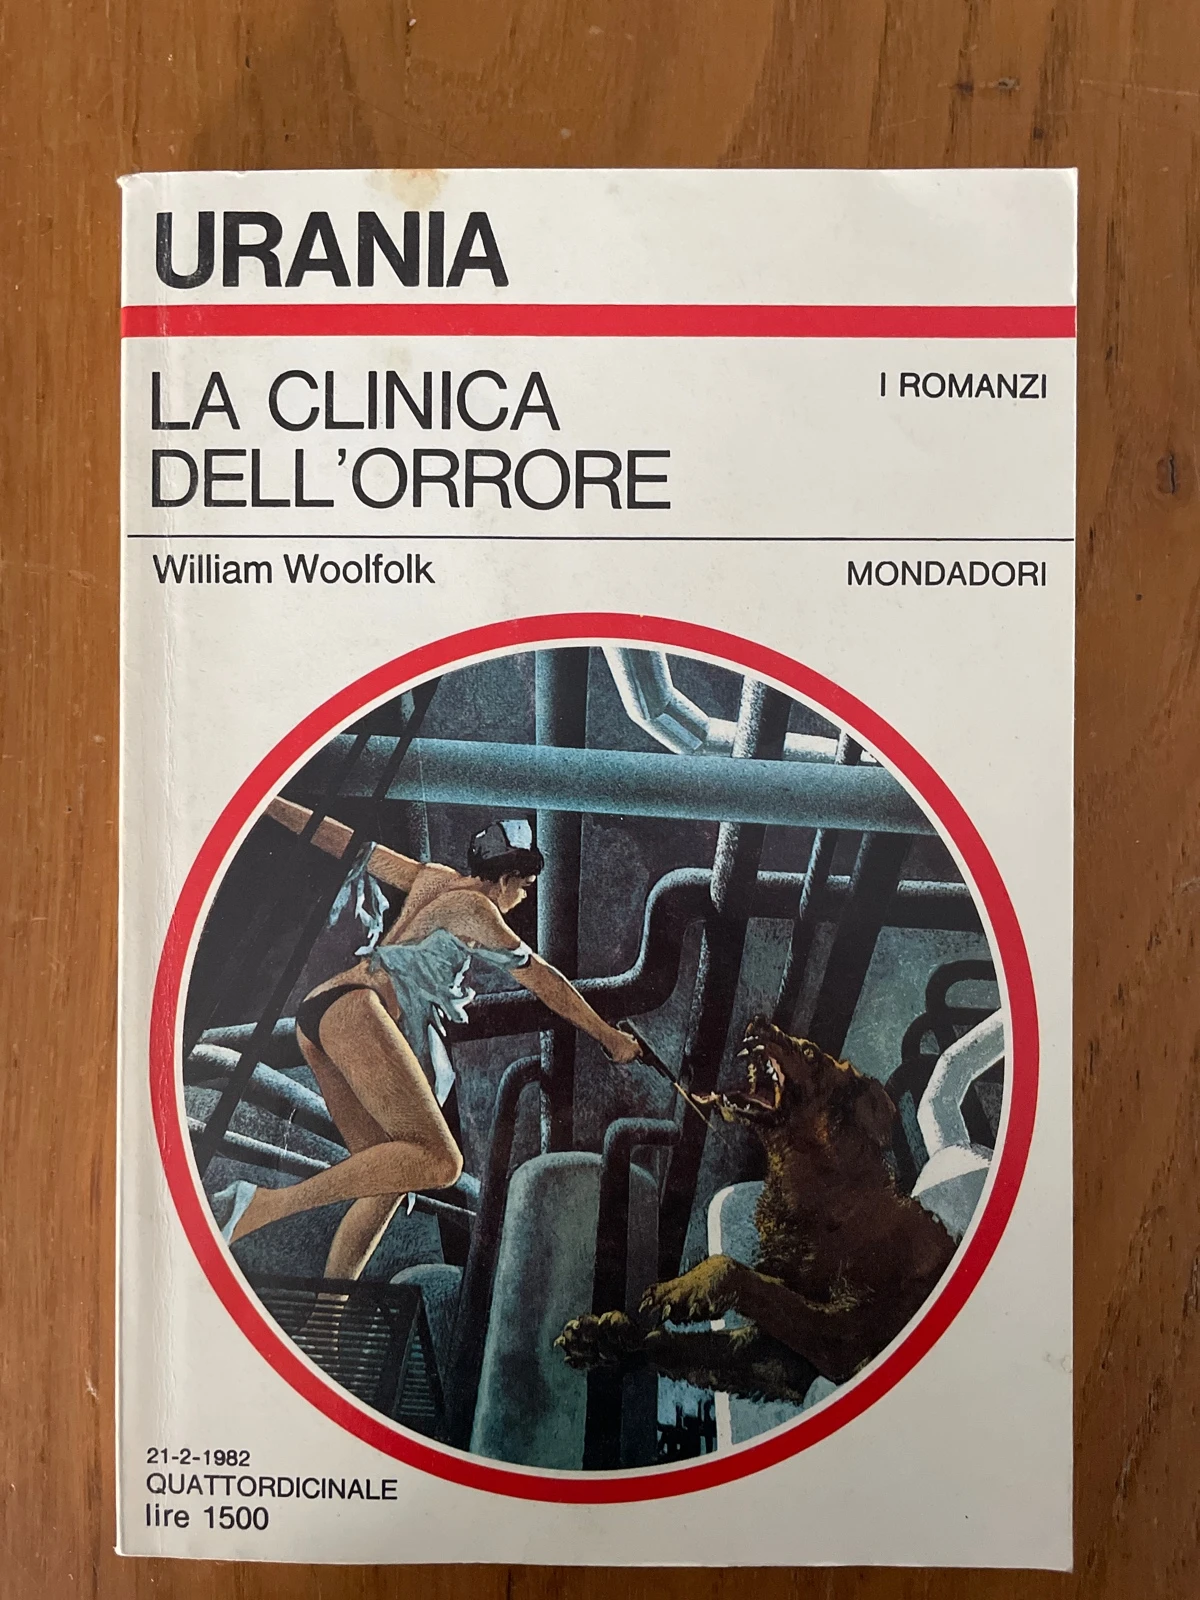 URANIA
LA CLINICA
DELL'ORRORE
I ROMANZI
William Woolfolk
MONDADORI
21-2-1982
QUATTORDICINALE
lire 1500